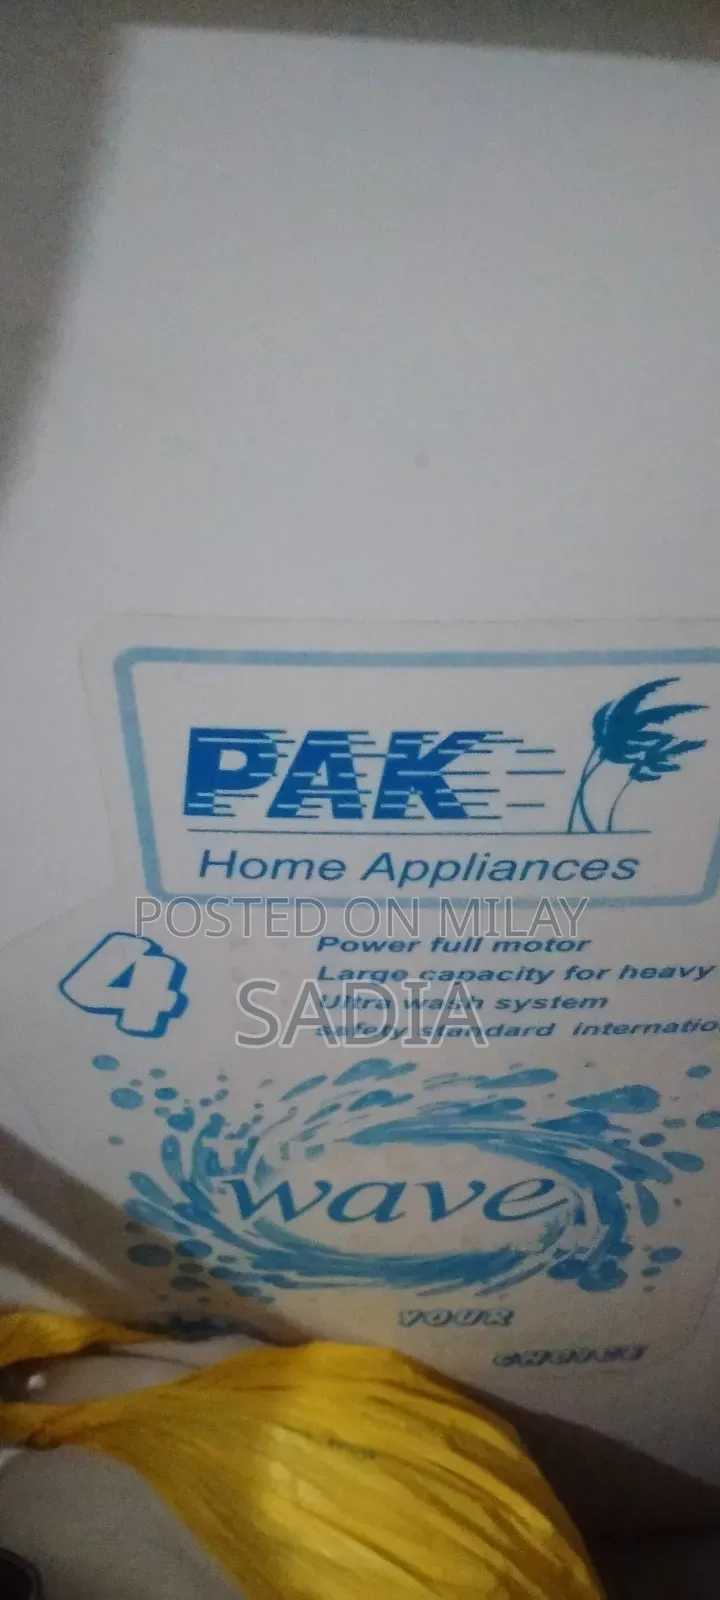 PAK
Home Appliances
POSTED ON MILAY
4
Power full motor
Large capacity for heavy
SADIA
Ultra wash system
safety standard internatio
wave
YOUR
CHOICE